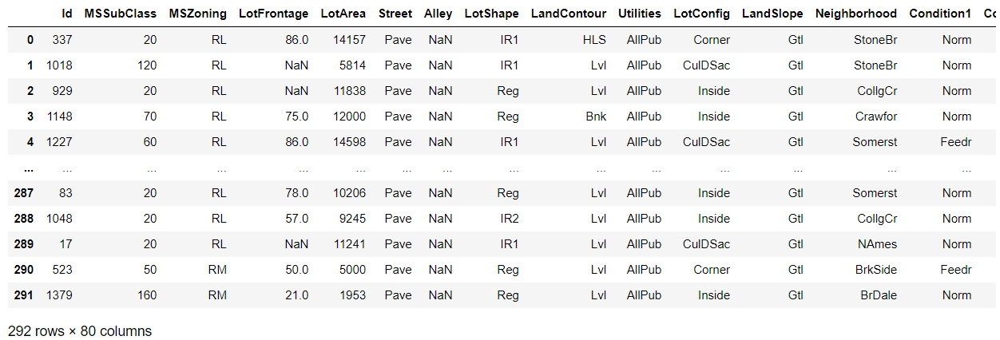 Id MSSubClass MSZoning LotFrontage LotArea Street Alley LotShape LandContour Utilities LotConfig LandSlope Neighborhood Condition1 Co
0 337 20 RL 86.0 14157 Pave NaN IR1 HLS AllPub Corner Gtl StoneBr Norm
1 1018 120 RL NaN 5814 Pave NaN IR1 Lvl AllPub CulDSac Gtl StoneBr Norm
2 929 20 RL NaN 11838 Pave NaN Reg Lvl AllPub Inside Gtl CollgCr Norm
3 1148 70 RL 75.0 12000 Pave NaN Reg Bnk AllPub Inside Gtl Crawfor Norm
4 1227 60 RL 86.0 14598 Pave NaN IR1 Lvl AllPub CulDSac Gtl Somerst Feedr
... ... ... ... ... ... ... ... ... ... ... ... ... ... ...
287 83 20 RL 78.0 10206 Pave NaN Reg Lvl AllPub Inside Gtl Somerst Norm
288 1048 20 RL 57.0 9245 Pave NaN IR2 Lvl AllPub Inside Gtl CollgCr Norm
289 17 20 RL NaN 11241 Pave NaN IR1 Lvl AllPub CulDSac Gtl NAmes Norm
290 523 50 RM 50.0 5000 Pave NaN Reg Lvl AllPub Corner Gtl BrkSide Feedr
291 1379 160 RM 21.0 1953 Pave NaN Reg Lvl AllPub Inside Gtl BrDale Norm
292 rows × 80 columns